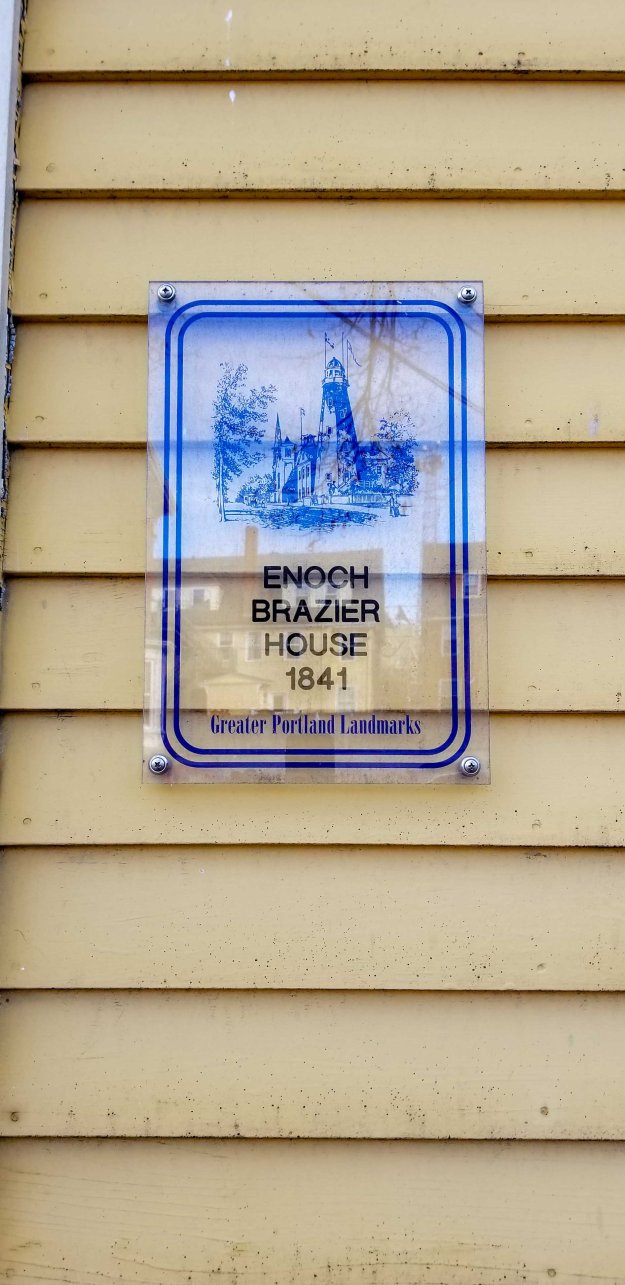 ENOCH
BRAZIER
HOUSE
1841
Greater Portland Landmarks